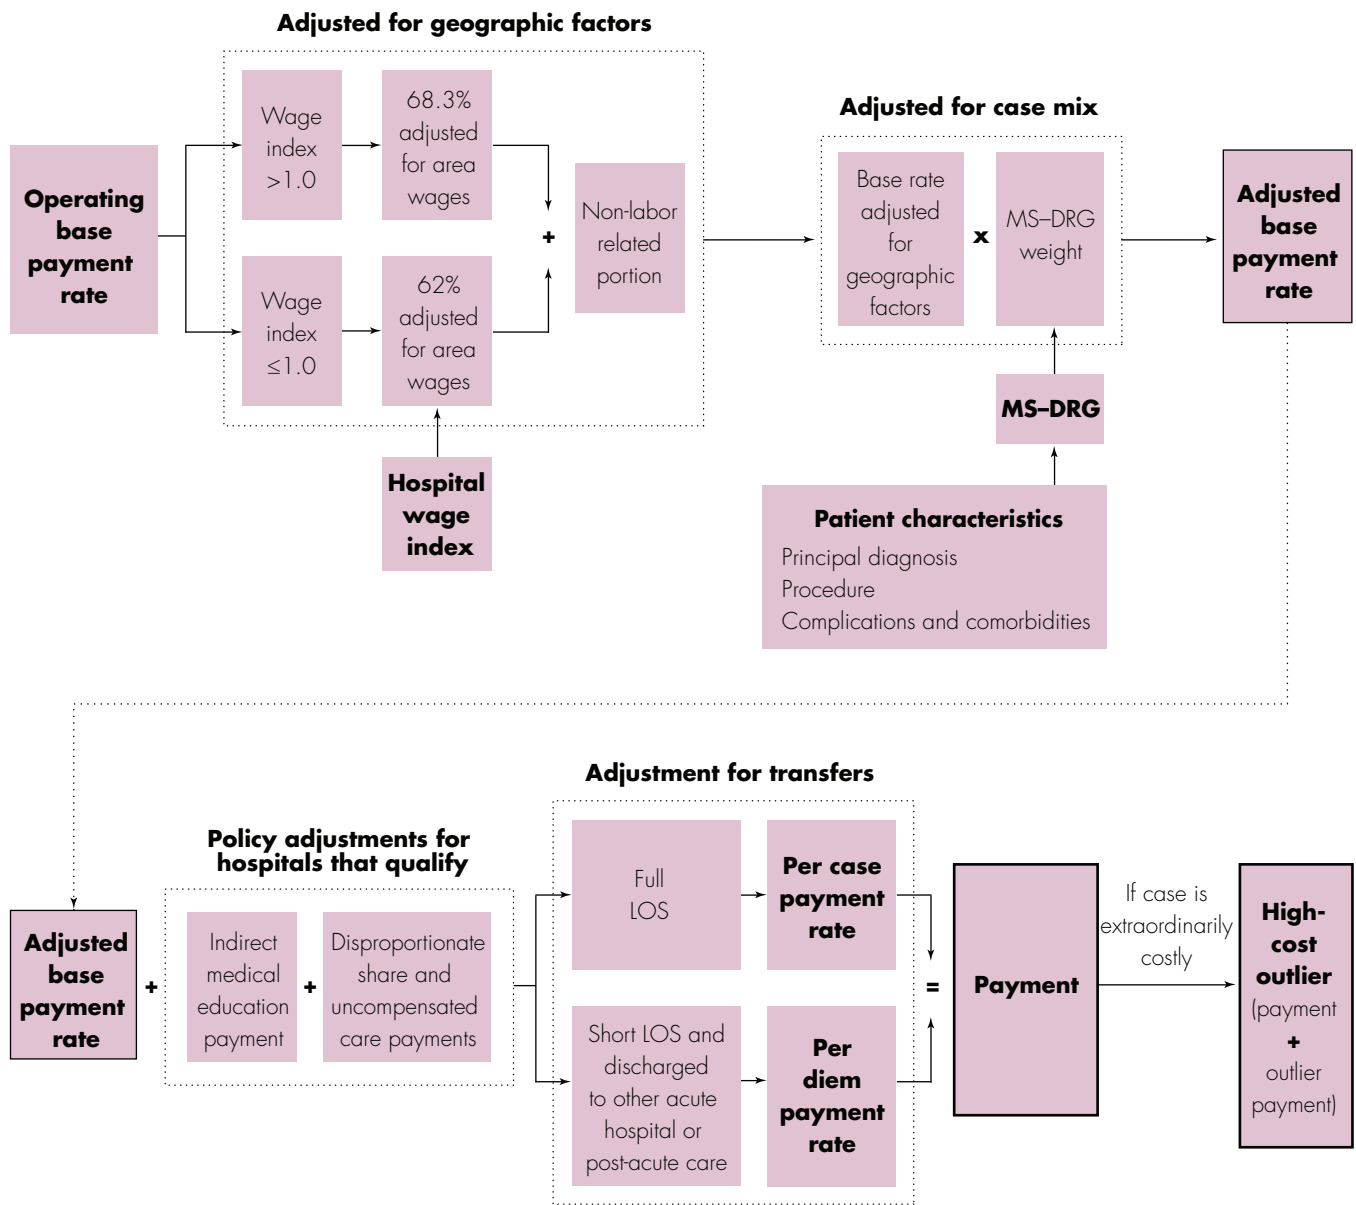 Adjusted for geographic factors
Operating
base
payment
rate
Wage
index
>1.0
68.3%
adjusted
for area
wages
Wage
index
≤1.0
62%
adjusted
for area
wages
+
Non-labor
related
portion
Hospital
wage
index
Adjusted for case mix
Base rate
adjusted
for
geographic
factors
x
MS–DRG
weight
MS–DRG
Patient characteristics
Principal diagnosis
Procedure
Complications and comorbidities
Adjusted
base
payment
rate
Adjusted
base
payment
rate
+
Policy adjustments for
hospitals that qualify
Indirect
medical
education
payment
+
Disproportionate
share and
uncompensated
care payments
Adjustment for transfers
Full
LOS
Per case
payment
rate
Short LOS and
discharged
to other acute
hospital or
post-acute care
Per
diem
payment
rate
=
Payment
If case is
extraordinarily
costly
High-
cost
outlier
(payment
+
outlier
payment)